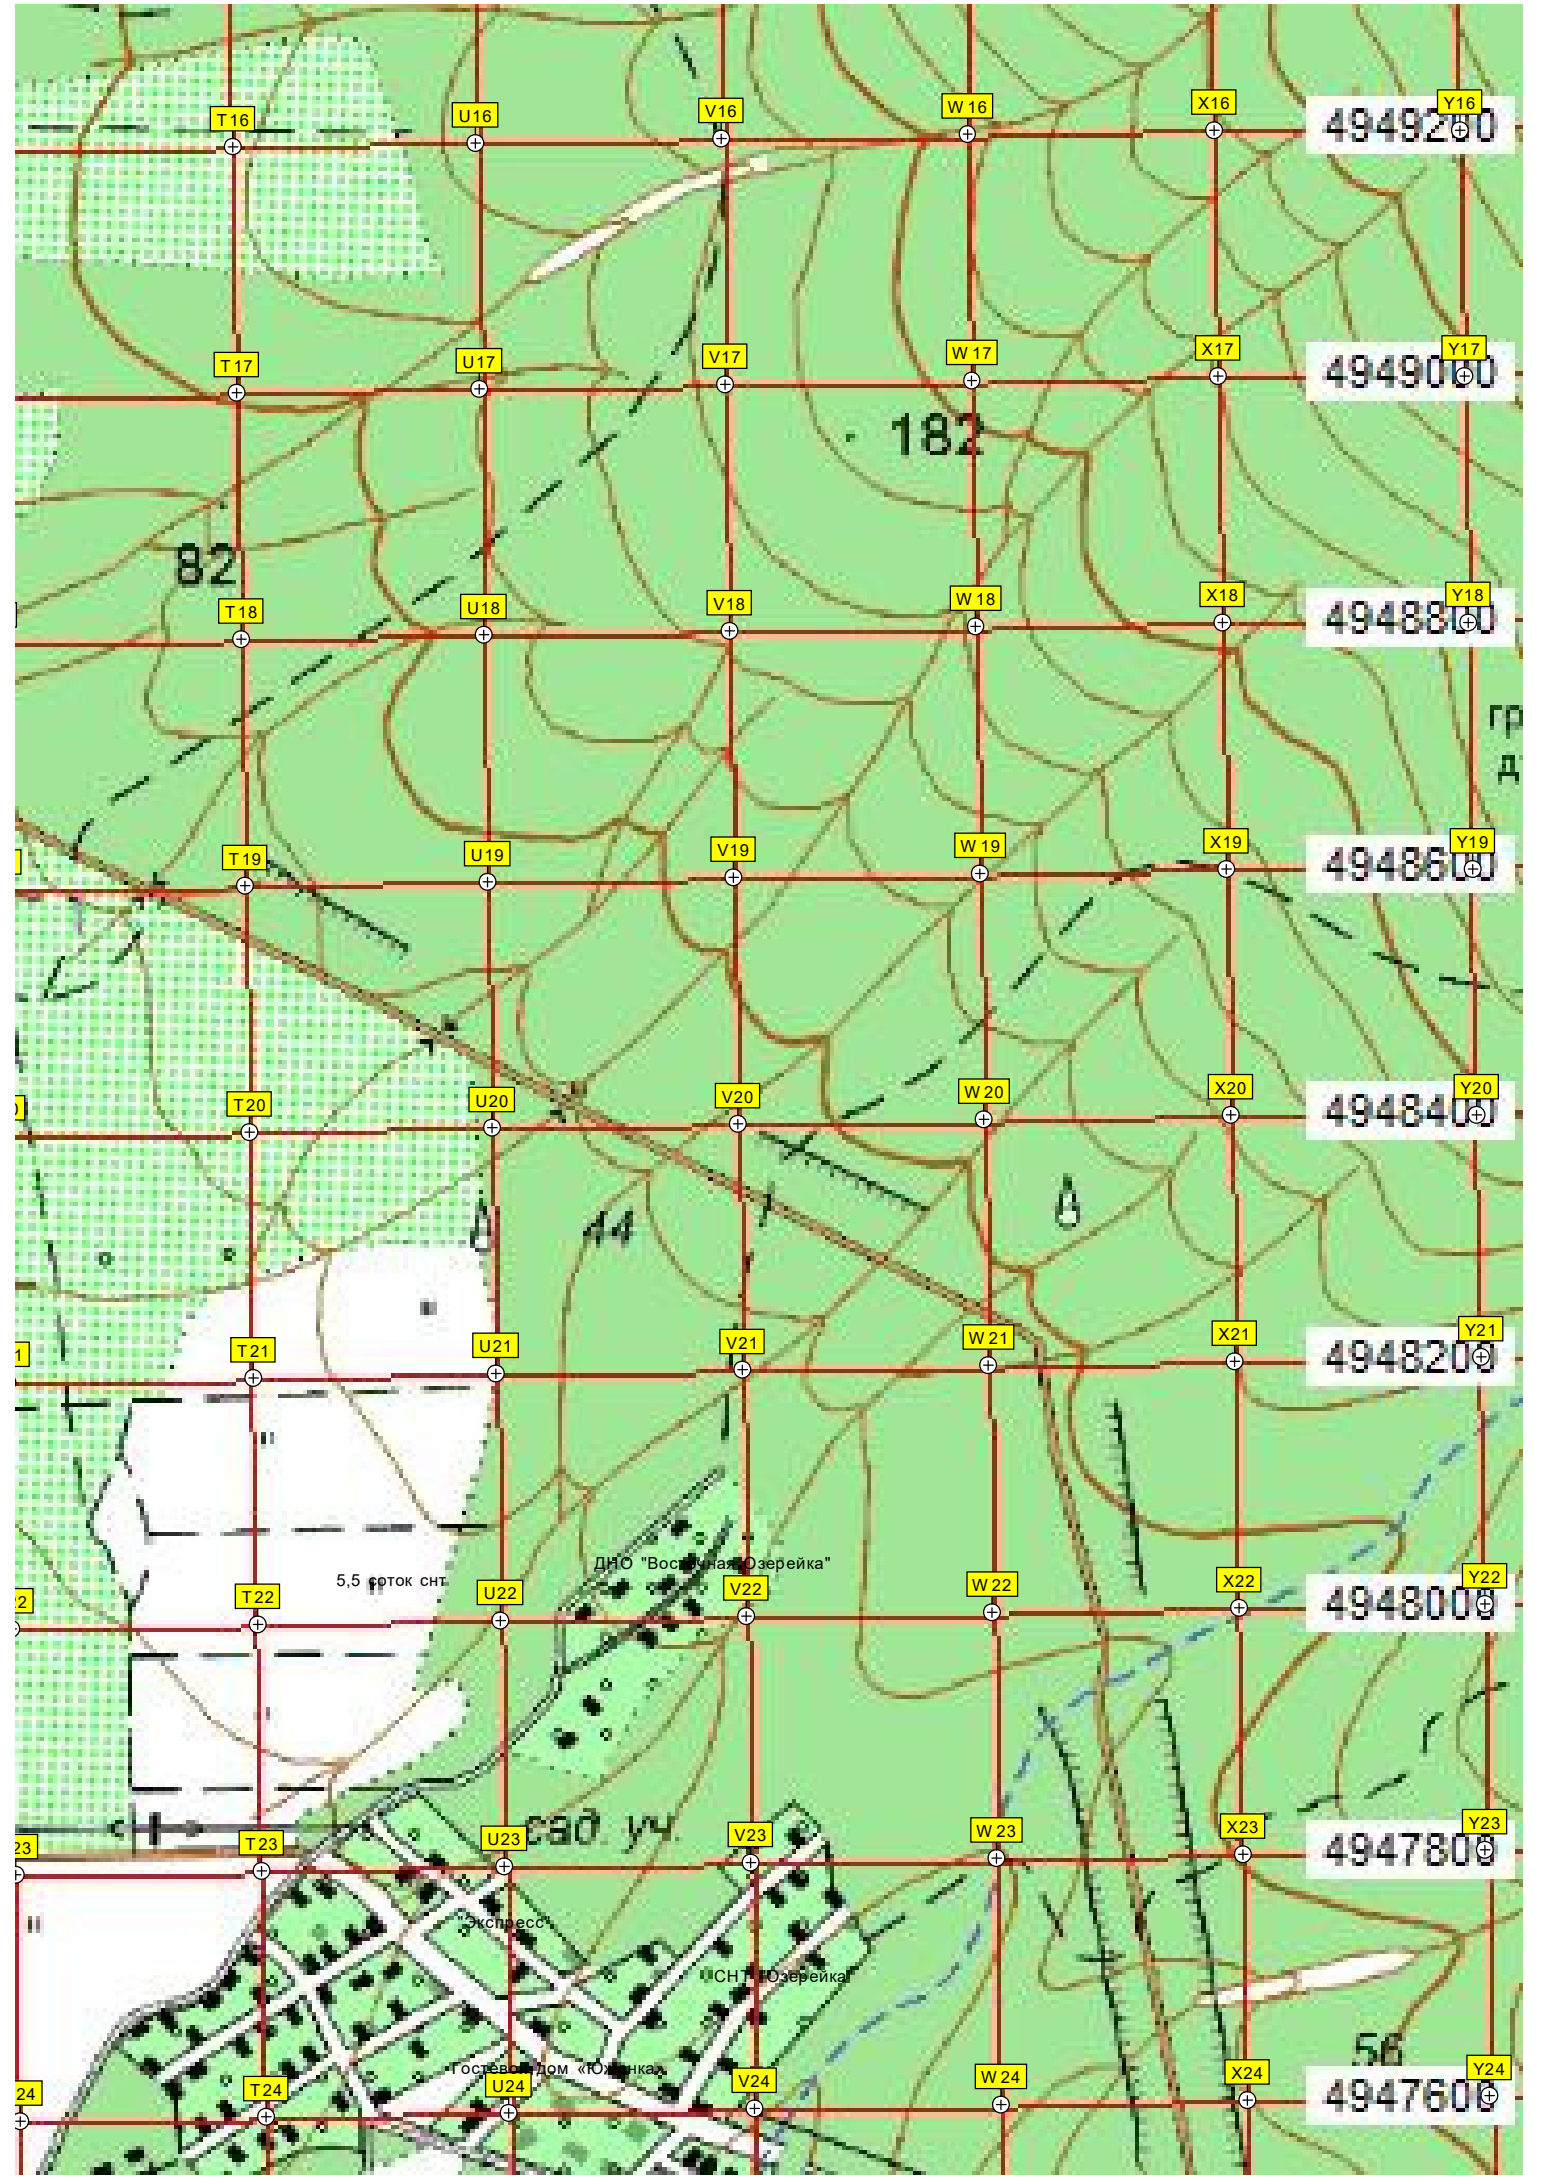 T16 U16 V16 W16 X16 4949200 Y16
T17 U17 V17 W17 X17 4949000 Y17
182
82
T18 U18 V18 W18 X18 4948800 Y18
гр
д
T19 U19 V19 W19 X19 4948600 Y19
T20 U20 V20 W20 X20 4948400 Y20
44
T21 U21 V21 W21 X21 4948200 Y21
ДНО "Восточная Озерейка"
5,5 соток снт
22 T22 U22 V22 W22 X22 4948000 Y22
сад. уч.
23 T23 U23 V23 W23 X23 4947800 Y23
"Экспресс"
СНТ "Озерейка"
56
Гостевой дом «Южанка»
24 T24 U24 V24 W24 X24 4947600 Y24